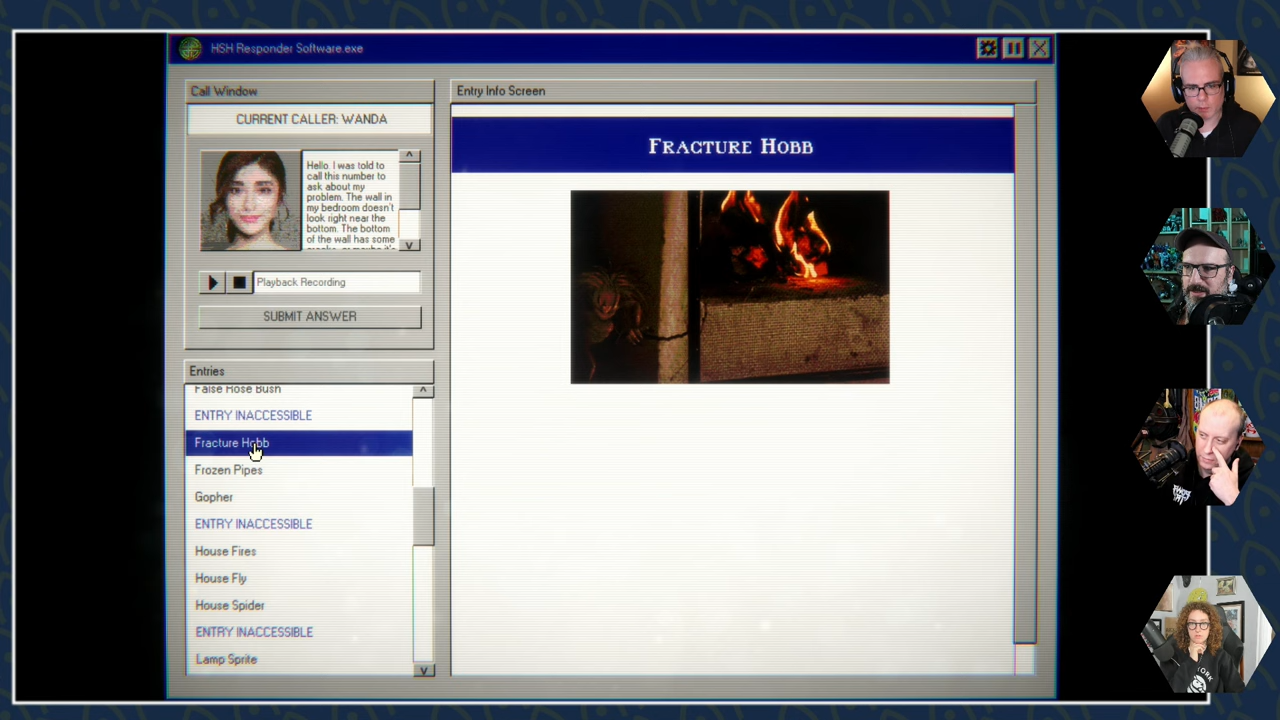 HSH Responder Software.exe
Call Window
CURRENT CALLER: WANDA
Hello. I was told to
call this number to
ask about my
problem. The wall in
my bedroom doesn't
look right near the
bottom. The bottom
of the wall has some
Playback Recording
SUBMIT ANSWER
Entries
False Rose Bush
ENTRY INACCESSIBLE
Fracture Hobb
Frozen Pipes
Gopher
ENTRY INACCESSIBLE
House Fires
House Fly
House Spider
ENTRY INACCESSIBLE
Lamp Sprite
Entry Info Screen
Fracture Hobb